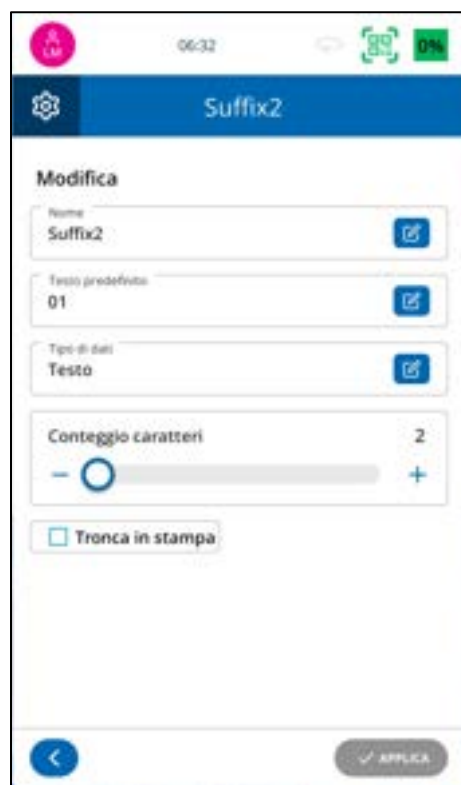 LM
06:32
0%
Suffix2
Modifica
Nome
Suffix2
Testo predefinito
01
Tipo di dati
Testo
Conteggio caratteri 2
− +
Tronca in stampa
APPLICA